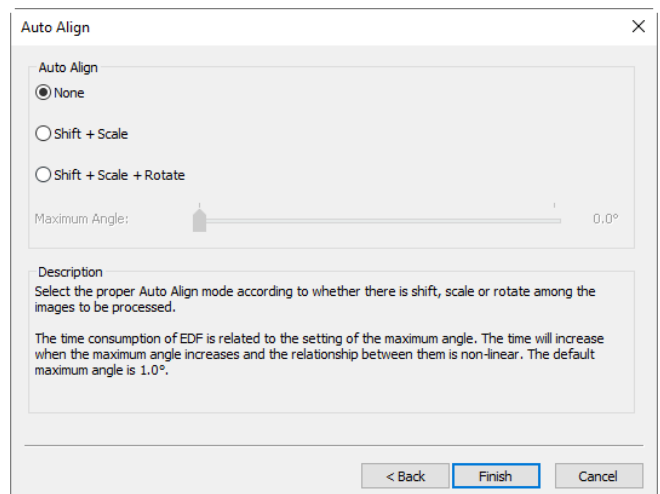 Auto Align
Auto Align
None
Shift + Scale
Shift + Scale + Rotate
Maximum Angle: 0.0°
Description
Select the proper Auto Align mode according to whether there is shift, scale or rotate among the
images to be processed.
The time consumption of EDF is related to the setting of the maximum angle. The time will increase
when the maximum angle increases and the relationship between them is non-linear. The default
maximum angle is 1.0°.
< Back Finish Cancel